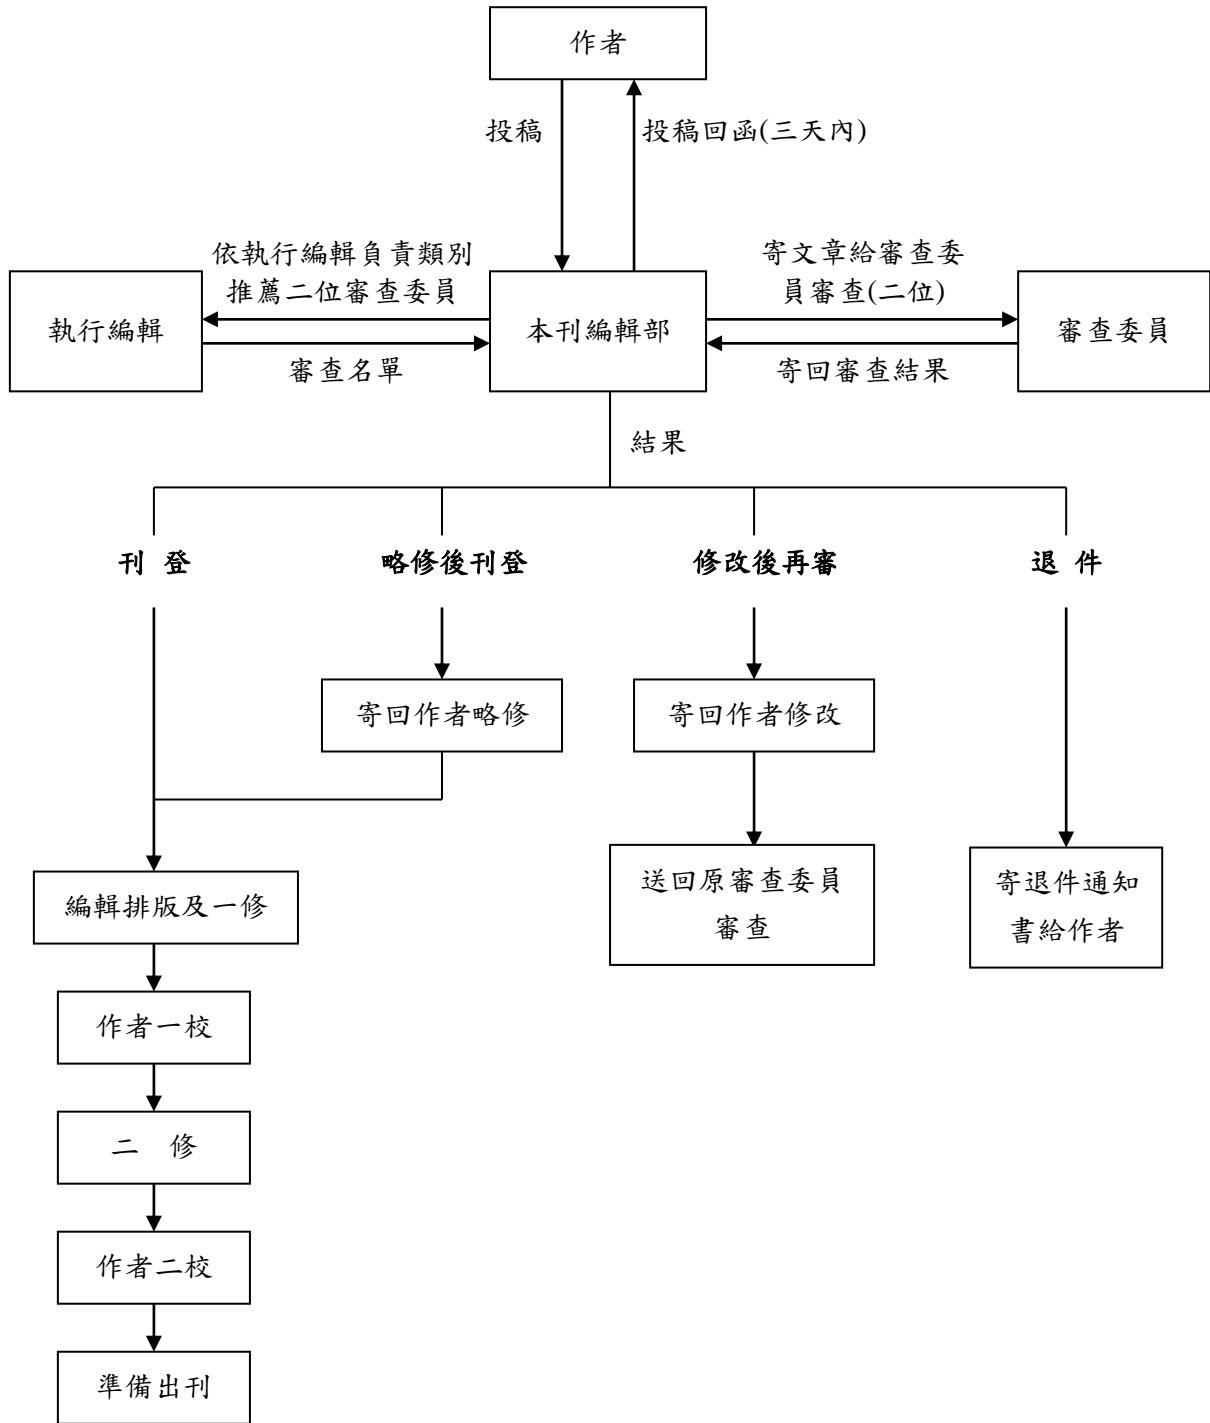 作者
投稿
投稿回函(三天內)
依執行編輯負責類別
推薦二位審查委員
寄文章給審查委
員審查(二位)
執行編輯
本刊編輯部
審查委員
審查名單
寄回審查結果
結果
刊 登
略修後刊登
修改後再審
退 件
寄回作者略修
寄回作者修改
編輯排版及一修
送回原審查委員
審查
寄退件通知
書給作者
作者一校
二 修
作者二校
準備出刊